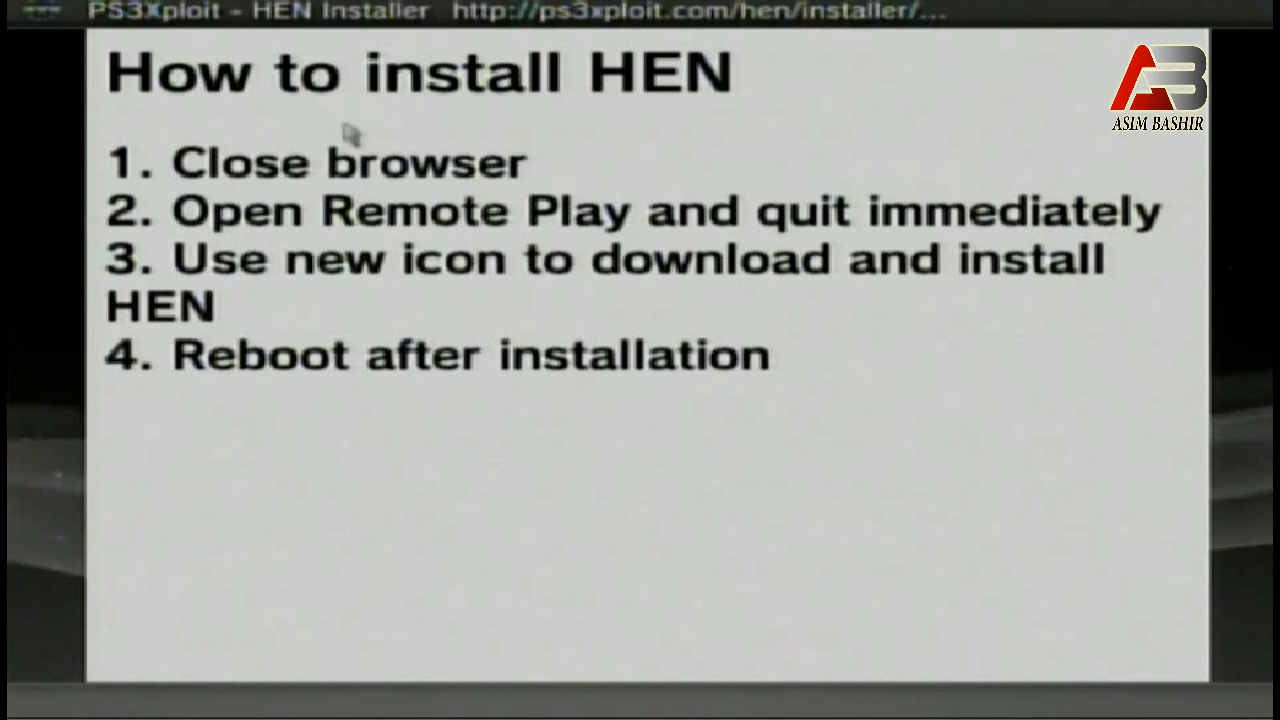 PS3Xploit - HEN Installer http://ps3xploit.com/hen/installer/...
How to install HEN
AB
ASIM BASHIR
1. Close browser
2. Open Remote Play and quit immediately
3. Use new icon to download and install
HEN
4. Reboot after installation